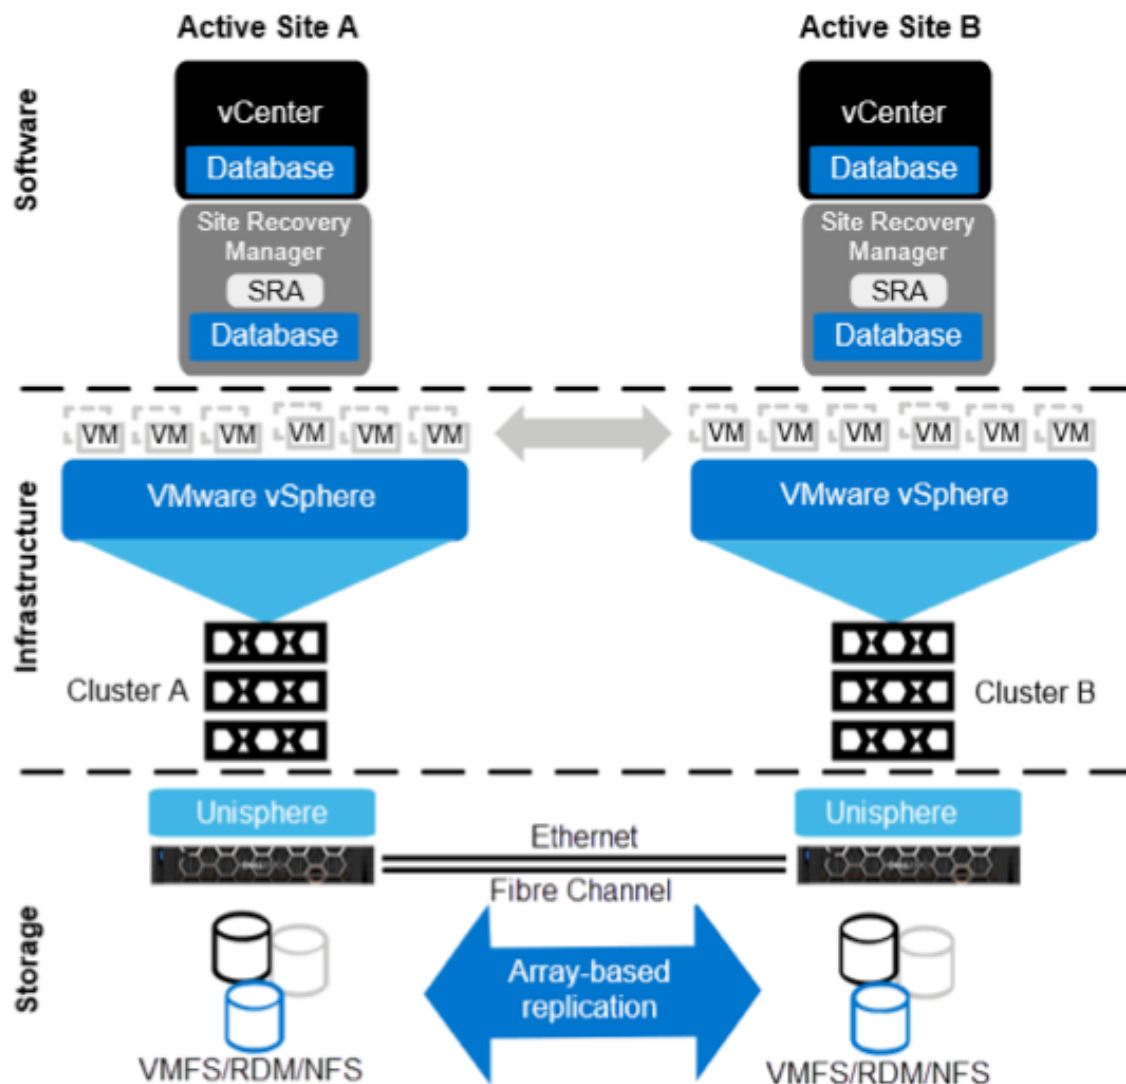 Active Site A
Active Site B
Software
vCenter
Database
Site Recovery
Manager
SRA
Database
vCenter
Database
Site Recovery
Manager
SRA
Database
Infrastructure
VM VM VM VM VM VM
VMware vSphere
Cluster A
VM VM VM VM VM VM
VMware vSphere
Cluster B
Storage
Unisphere
Ethernet
Fibre Channel
Unisphere
Array-based
replication
VMFS/RDM/NFS
VMFS/RDM/NFS